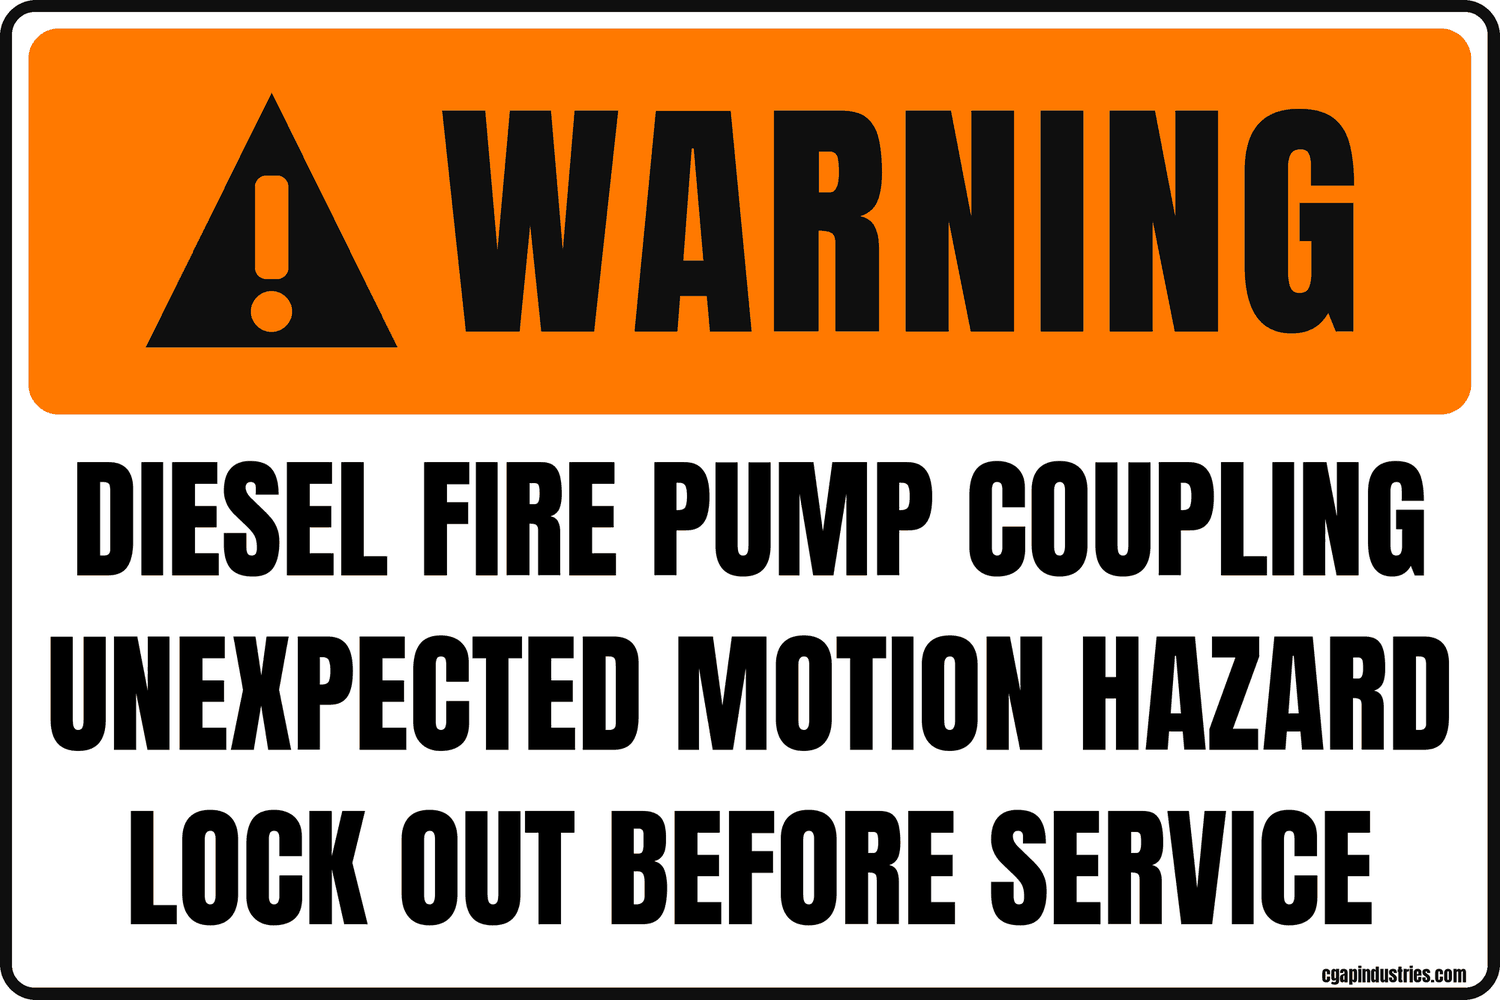 WARNING
DIESEL FIRE PUMP COUPLING
UNEXPECTED MOTION HAZARD
LOCK OUT BEFORE SERVICE
cgapindustries.com